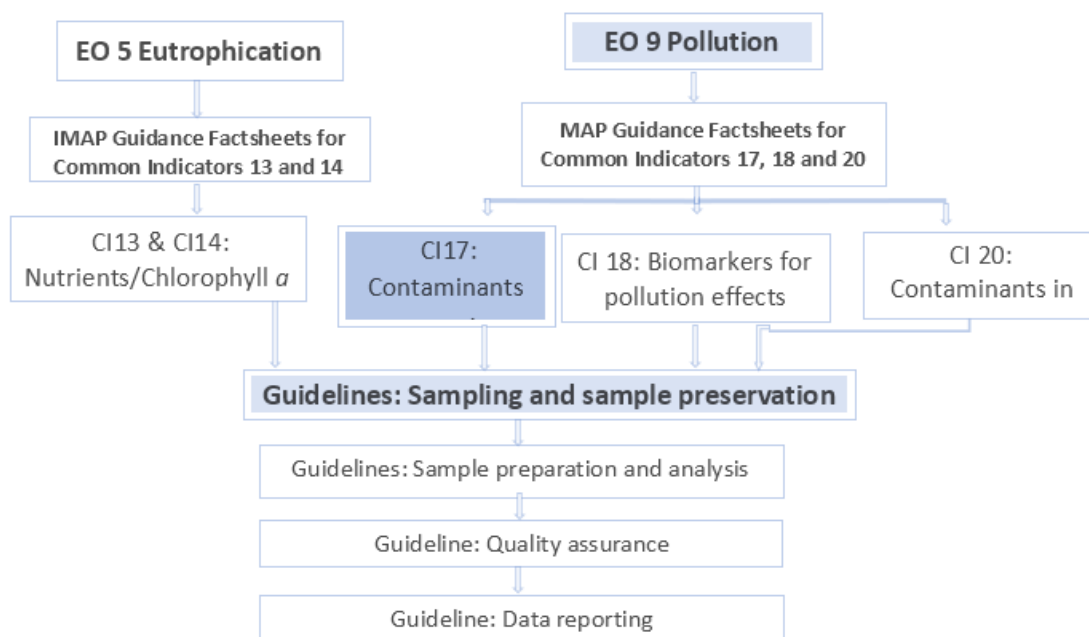 EO 5 Eutrophication
EO 9 Pollution
IMAP Guidance Factsheets for
Common Indicators 13 and 14
MAP Guidance Factsheets for
Common Indicators 17, 18 and 20
CI13 & CI14:
Nutrients/Chlorophyll a
CI17:
Contaminants
CI 18: Biomarkers for
pollution effects
CI 20:
Contaminants in
Guidelines: Sampling and sample preservation
Guidelines: Sample preparation and analysis
Guideline: Quality assurance
Guideline: Data reporting